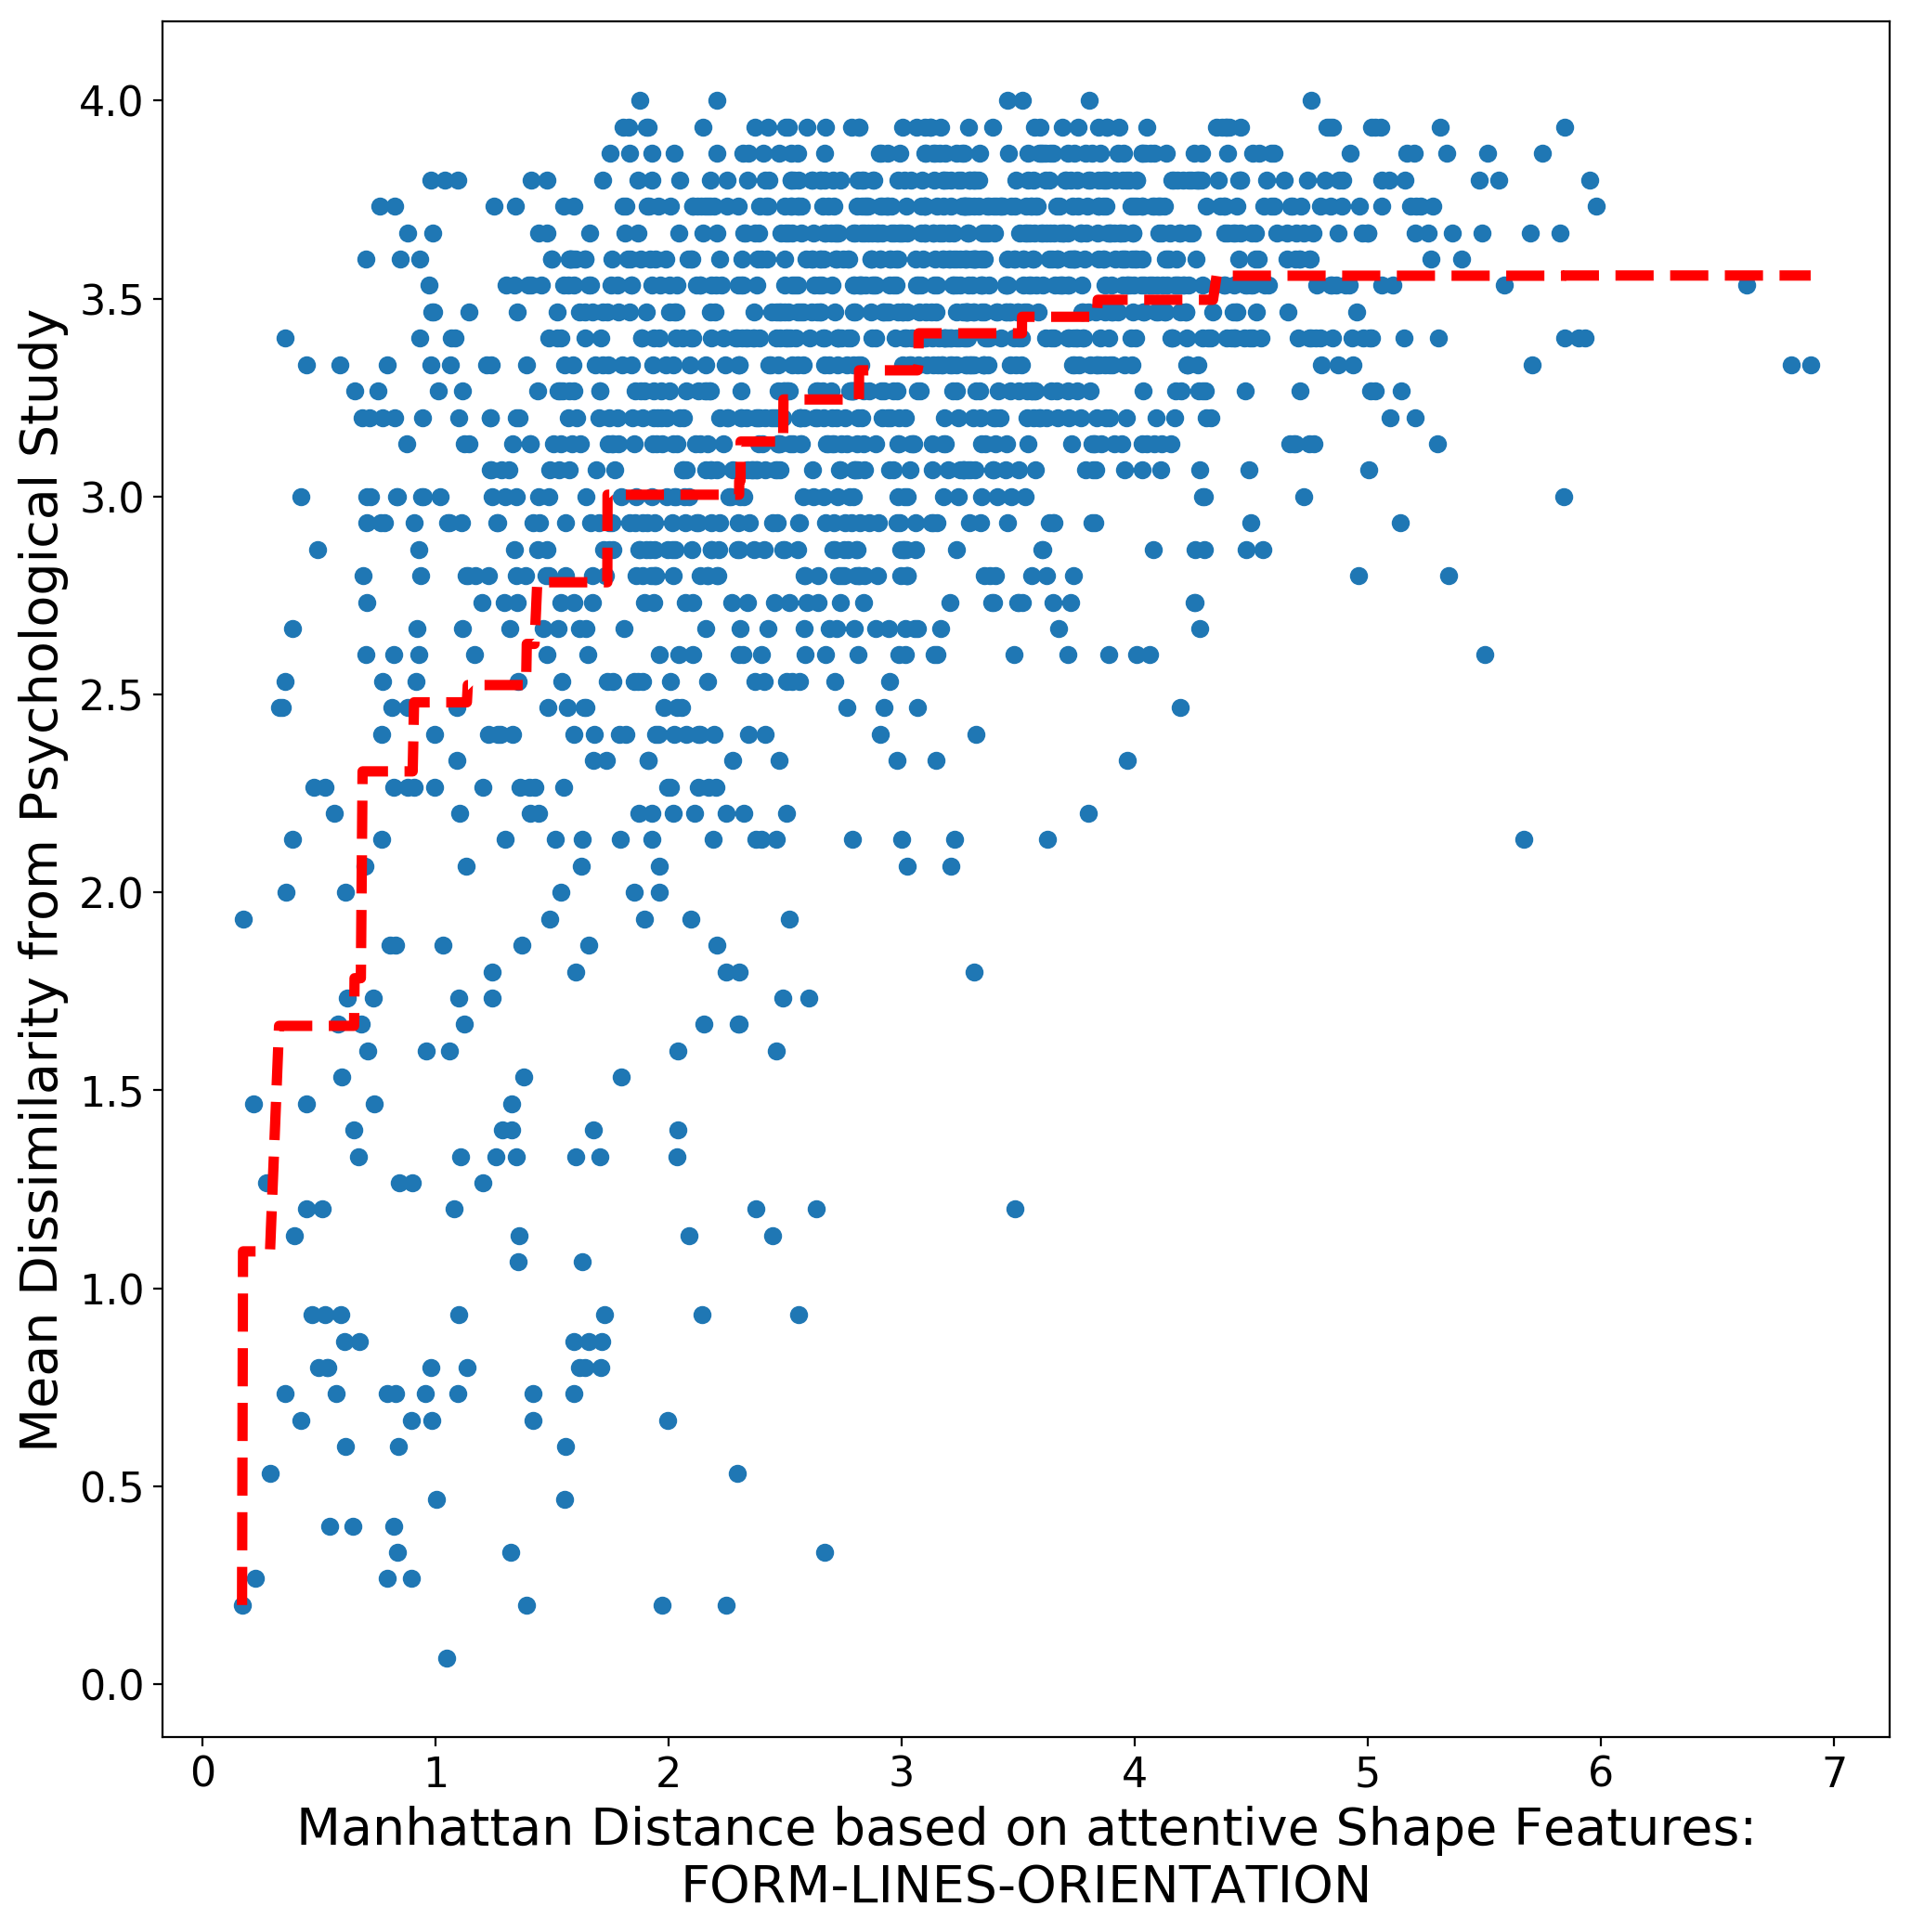 Mean Dissimilarity from Psychological Study
4.0
3.5
3.0
2.5
2.0
1.5
1.0
0.5
0.0
0 1 2 3 4 5 6 7
Manhattan Distance based on attentive Shape Features:
FORM-LINES-ORIENTATION